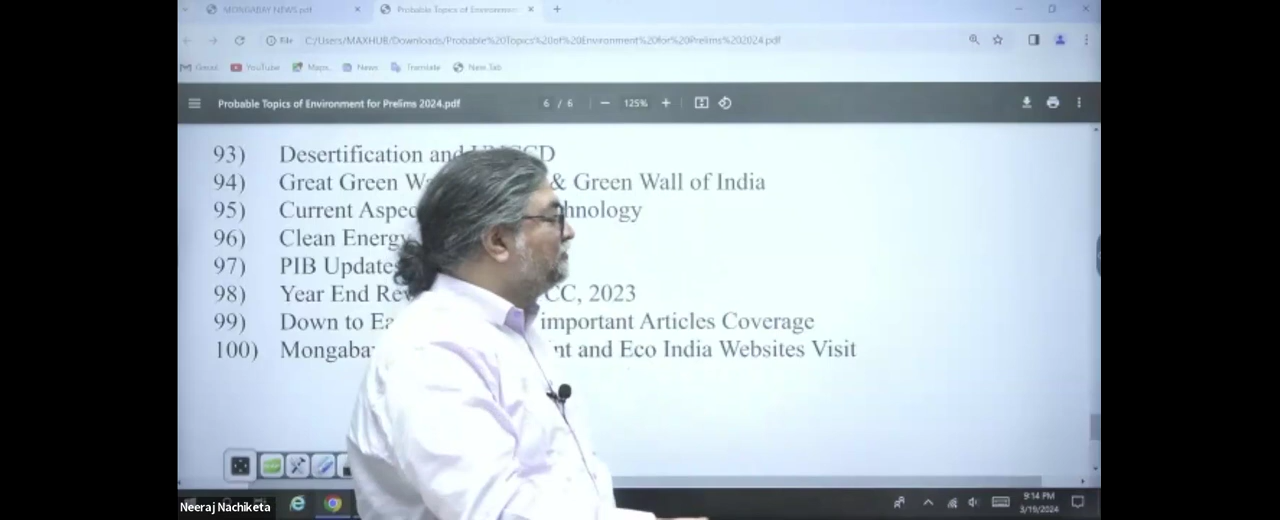 MONGABAY NEWS.pdf
Probable Topics of Environment
File
C:/Users/MAXHUB/Downloads/Probable%20Topics%20of%20Environment%20for%20Prelims%202024.pdf
Gmail YouTube Maps News Translate New Tab
Probable Topics of Environment for Prelims 2024.pdf 6 / 6 125%
93) Desertification and CD
94) Great Green & Green Wall of India
95) Current hnology
96) Clean Energy
97) PIB Update
98) Year End CC, 2023
99) Down to important Articles Coverage
100) and Eco India Websites Visit
9:14 PM
3/19/2024
Neeraj Nachiketa